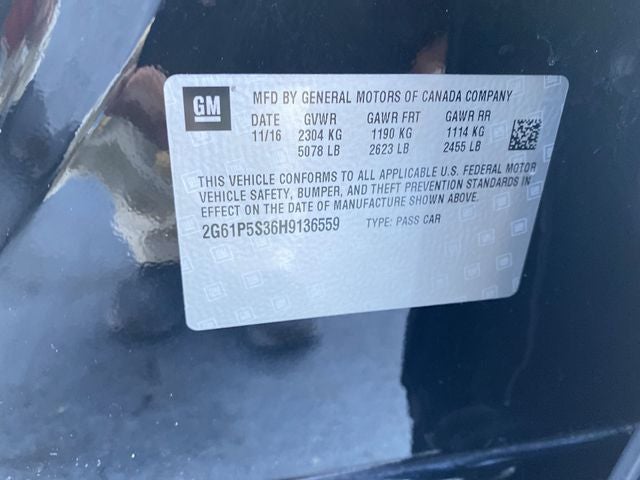 GM
MFD BY GENERAL MOTORS OF CANADA COMPANY
DATE GVWR GAWR FRT GAWR RR
11/16 2304 KG 1190 KG 1114 KG
5078 LB 2623 LB 2455 LB
THIS VEHICLE CONFORMS TO ALL APPLICABLE U.S. FEDERAL MOTOR
VEHICLE SAFETY, BUMPER, AND THEFT PREVENTION STANDARDS IN
EFFECT ON THE DATE OF MANUFACTURE SHOWN ABOVE.
2G61P5S36H9136559 TYPE: PASS CAR